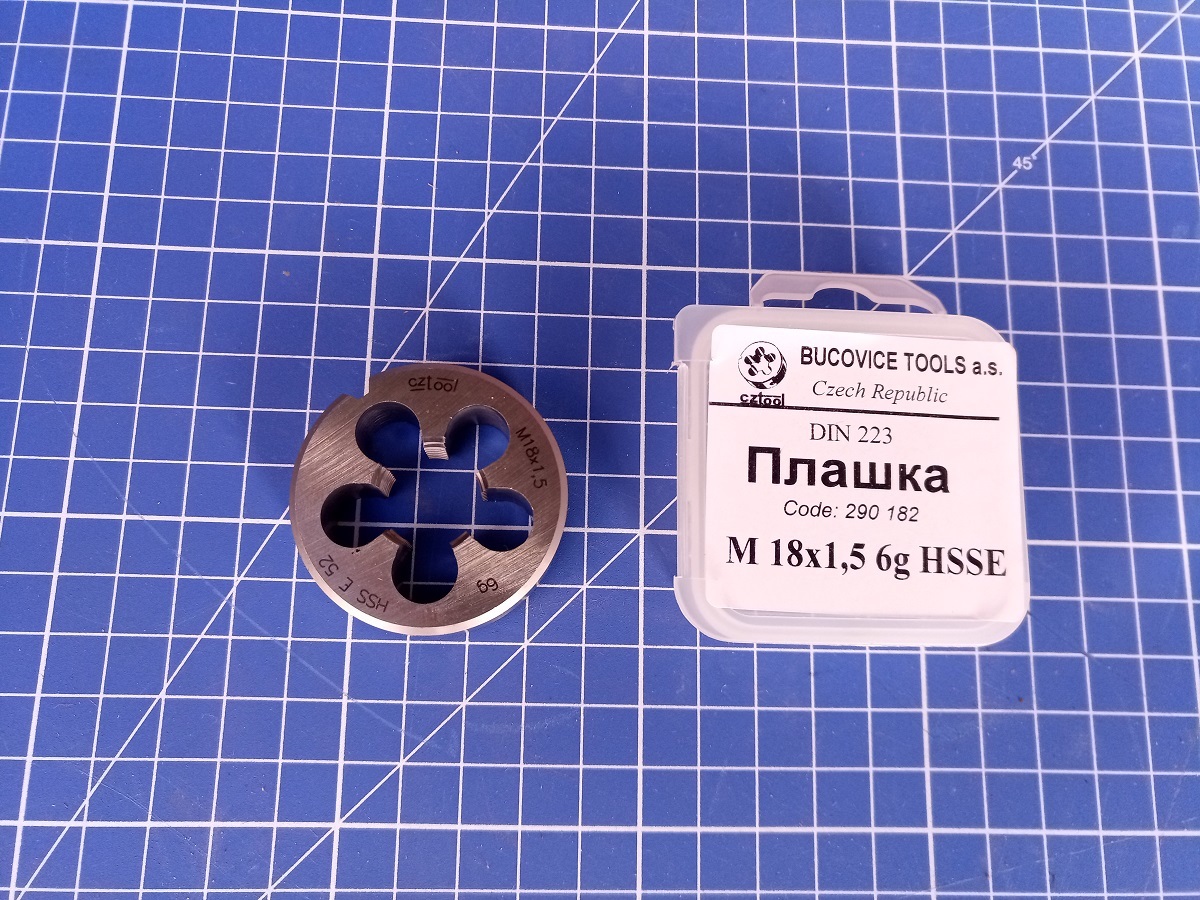 45°
cztool
M18x1,5
6g
HSS E 52
cztool
BUCOVICE TOOLS a.s.
Czech Republic
DIN 223
Плашка
Code: 290 182
M 18x1,5 6g HSSE